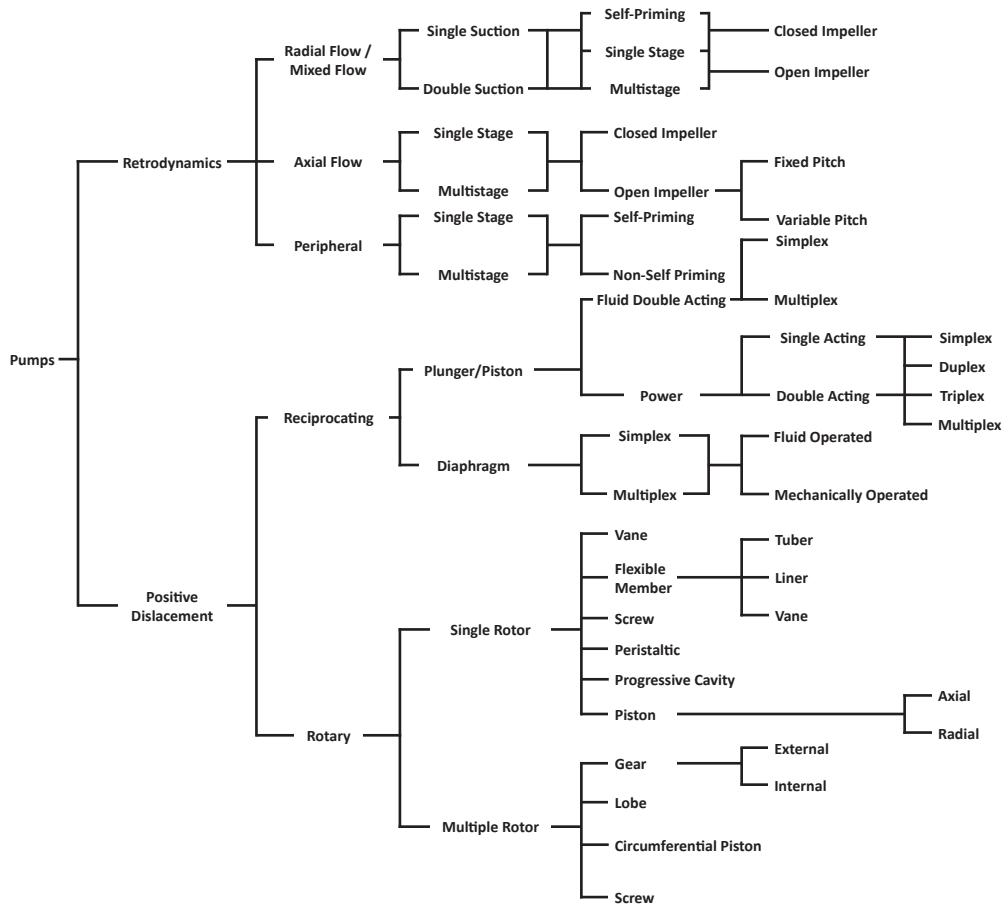 Pumps
Retrodynamics
Radial Flow /
Mixed Flow
Single Suction
Double Suction
Self-Priming
Single Stage
Multistage
Closed Impeller
Open Impeller
Axial Flow
Single Stage
Multistage
Closed Impeller
Open Impeller
Fixed Pitch
Variable Pitch
Peripheral
Single Stage
Multistage
Self-Priming
Non-Self Priming
Positive
Dislacement
Reciprocating
Plunger/Piston
Fluid Double Acting
Simplex
Multiplex
Power
Single Acting
Double Acting
Simplex
Duplex
Triplex
Multiplex
Diaphragm
Simplex
Multiplex
Fluid Operated
Mechanically Operated
Rotary
Single Rotor
Vane
Flexible
Member
Tuber
Liner
Vane
Screw
Peristaltic
Progressive Cavity
Piston
Axial
Radial
Multiple Rotor
Gear
External
Internal
Lobe
Circumferential Piston
Screw